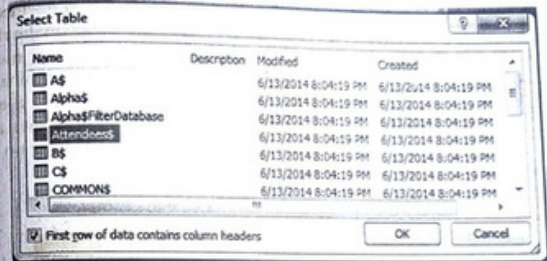 Select Table
Name Description Modified Created
A$ 6/13/2014 8:04:19 PM 6/13/2014 8:04:19 PM
Alpha$ 6/13/2014 8:04:19 PM 6/13/2014 8:04:19 PM
Alpha$FilterDatabase 6/13/2014 8:04:19 PM 6/13/2014 8:04:19 PM
Attendees$ 6/13/2014 8:04:19 PM 6/13/2014 8:04:19 PM
B$ 6/13/2014 8:04:19 PM 6/13/2014 8:04:19 PM
C$ 6/13/2014 8:04:19 PM 6/13/2014 8:04:19 PM
COMMON$ 6/13/2014 8:04:19 PM 6/13/2014 8:04:19 PM
First row of data contains column headers
OK Cancel